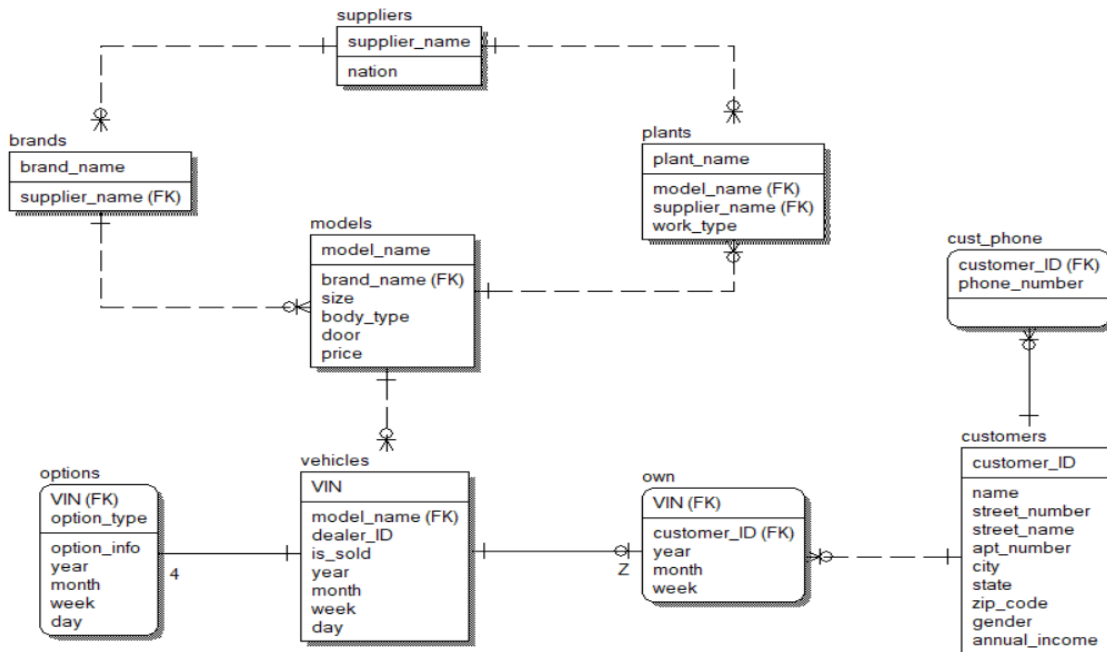 suppliers
supplier_name
nation
brands
brand_name
supplier_name (FK)
plants
plant_name
model_name (FK)
supplier_name (FK)
work_type
models
model_name
brand_name (FK)
size
body_type
door
price
cust_phone
customer_ID (FK)
phone_number
options
VIN (FK)
option_type
option_info
year
month
week
day
4
vehicles
VIN
model_name (FK)
dealer_ID
is_sold
year
month
week
day
Z
own
VIN (FK)
customer_ID (FK)
year
month
week
customers
customer_ID
name
street_number
street_name
apt_number
city
state
zip_code
gender
annual_income